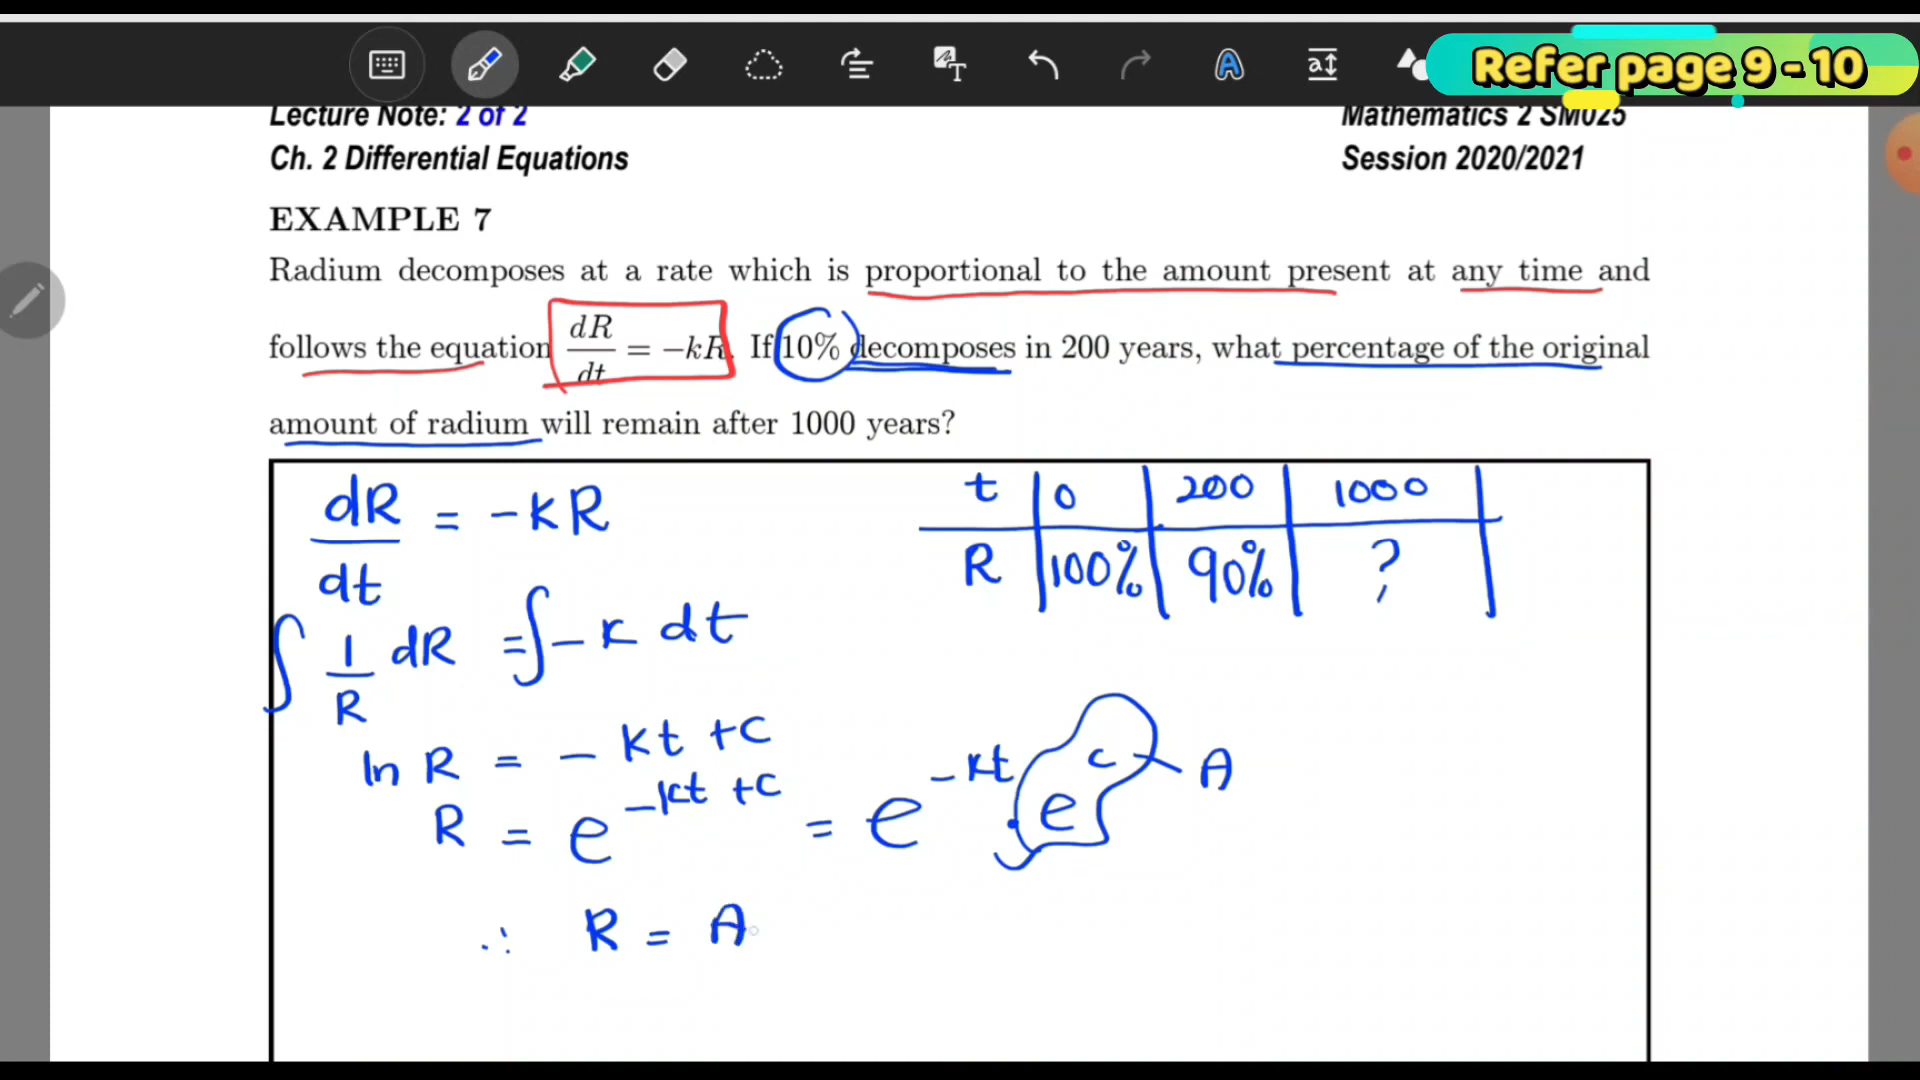 Refer page 9 - 10
Lecture Note: 2 of 2
Mathematics 2 SM025
Ch. 2 Differential Equations
Session 2020/2021
EXAMPLE 7
Radium decomposes at a rate which is proportional to the amount present at any time and
follows the equation dR/dt = -kR. If 10% decomposes in 200 years, what percentage of the original
amount of radium will remain after 1000 years?
dR/dt = -kR
t | 0 | 200 | 1000
R | 100% | 90% | ?
∫ 1/R dR = ∫ -k dt
ln R = -kt + c
R = e^(-kt + c) = e^(-kt) . e^c A
∴ R = A